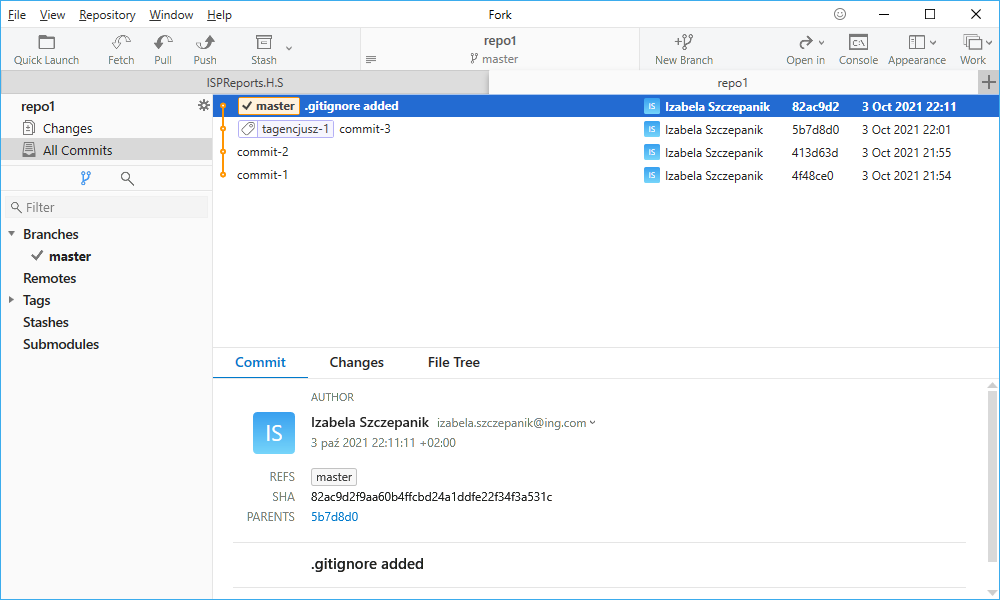 File View Repository Window Help Fork
Quick Launch Fetch Pull Push Stash repo1 New Branch Open in Console Appearance Work
master
ISPReports.H.S repo1
repo1
Changes
All Commits
Filter
Branches
master
Remotes
Tags
Stashes
Submodules
master .gitignore added IS Izabela Szczepanik 82ac9d2 3 Oct 2021 22:11
tagencjusz-1 commit-3 IS Izabela Szczepanik 5b7d8d0 3 Oct 2021 22:01
commit-2 IS Izabela Szczepanik 413d63d 3 Oct 2021 21:55
commit-1 IS Izabela Szczepanik 4f48ce0 3 Oct 2021 21:54
Commit Changes File Tree
AUTHOR
IS
Izabela Szczepanik izabela.szczepanik@ing.com
3 paź 2021 22:11:11 +02:00
REFS master
SHA 82ac9d2f9aa60b4ffcbd24a1ddfe22f34f3a531c
PARENTS 5b7d8d0
.gitignore added